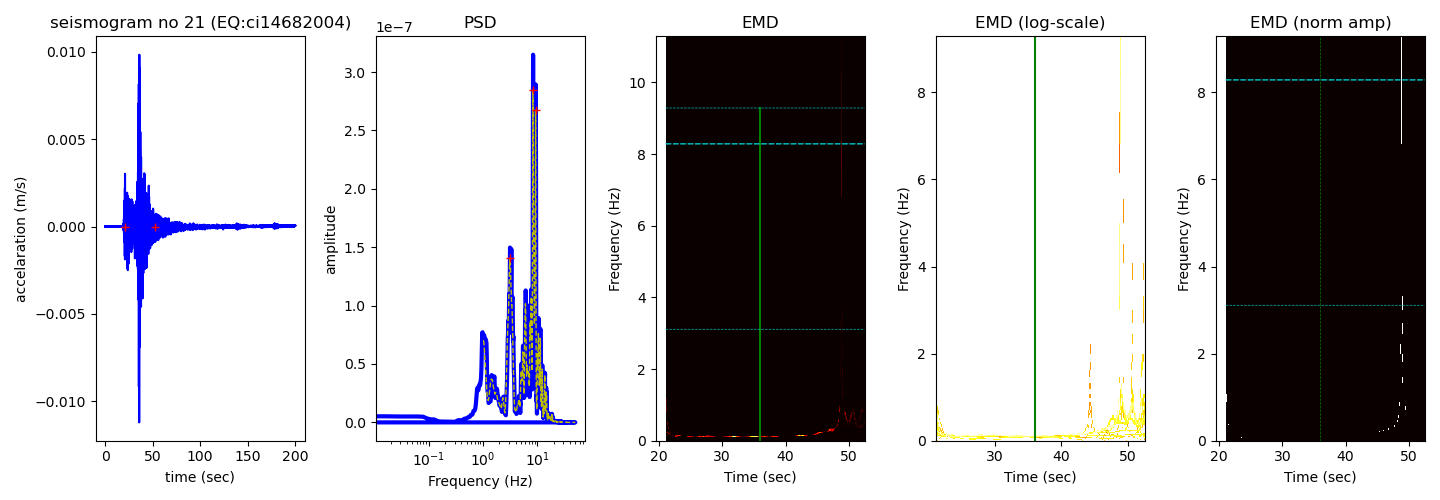 seismogram no 21 (EQ:ci14682004)
PSD
EMD
EMD (log-scale)
EMD (norm amp)
1e−7
0.010
0.005
0.000
−0.005
−0.010
accelaration (m/s)
0
50
100
150
200
time (sec)
3.0
2.5
2.0
1.5
1.0
0.5
0.0
amplitude
10⁻¹
10⁰
10¹
Frequency (Hz)
10
8
6
4
2
0
Frequency (Hz)
20
30
40
50
Time (sec)
8
6
4
2
0
Frequency (Hz)
30
40
50
Time (sec)
8
6
4
2
0
Frequency (Hz)
20
30
40
50
Time (sec)